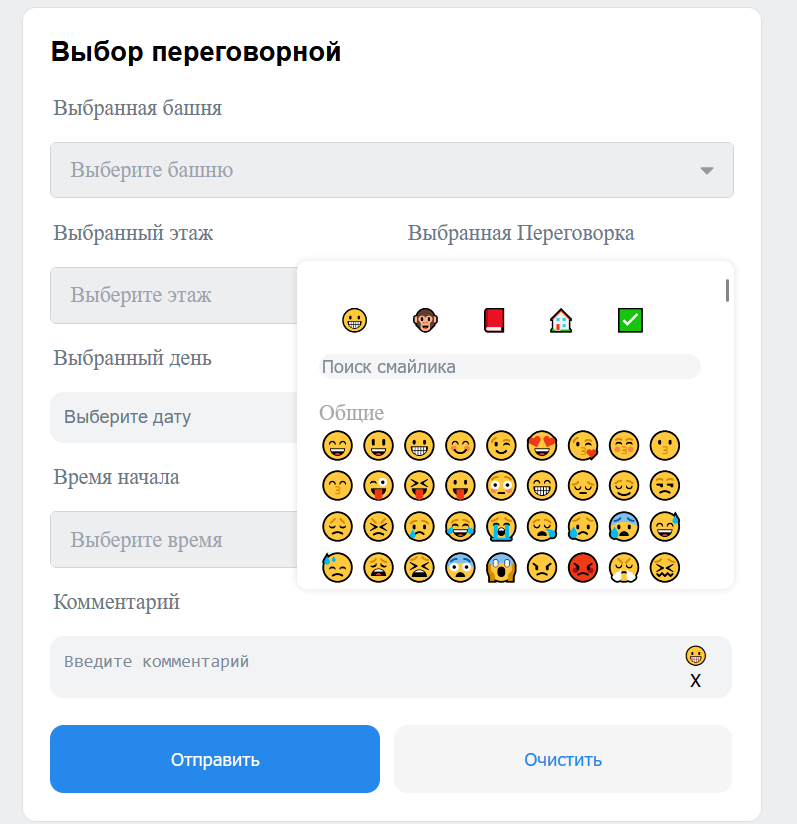 Выбор переговорной
Выбранная башня
Выберите башню
Выбранный этаж
Выбранная Переговорка
Выберите этаж
Поиск смайлика
Общие
Выбранный день
Выберите дату
Время начала
Выберите время
Комментарий
Введите комментарий
X
Отправить
Очистить